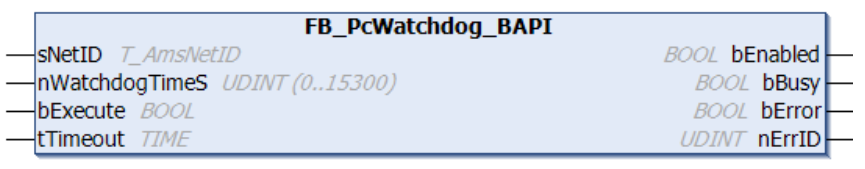 FB_PcWatchdog_BAPI
sNetID T_AmsNetID BOOL bEnabled
nWatchdogTimeS UDINT (0..15300) BOOL bBusy
bExecute BOOL BOOL bError
tTimeout TIME UDINT nErrID